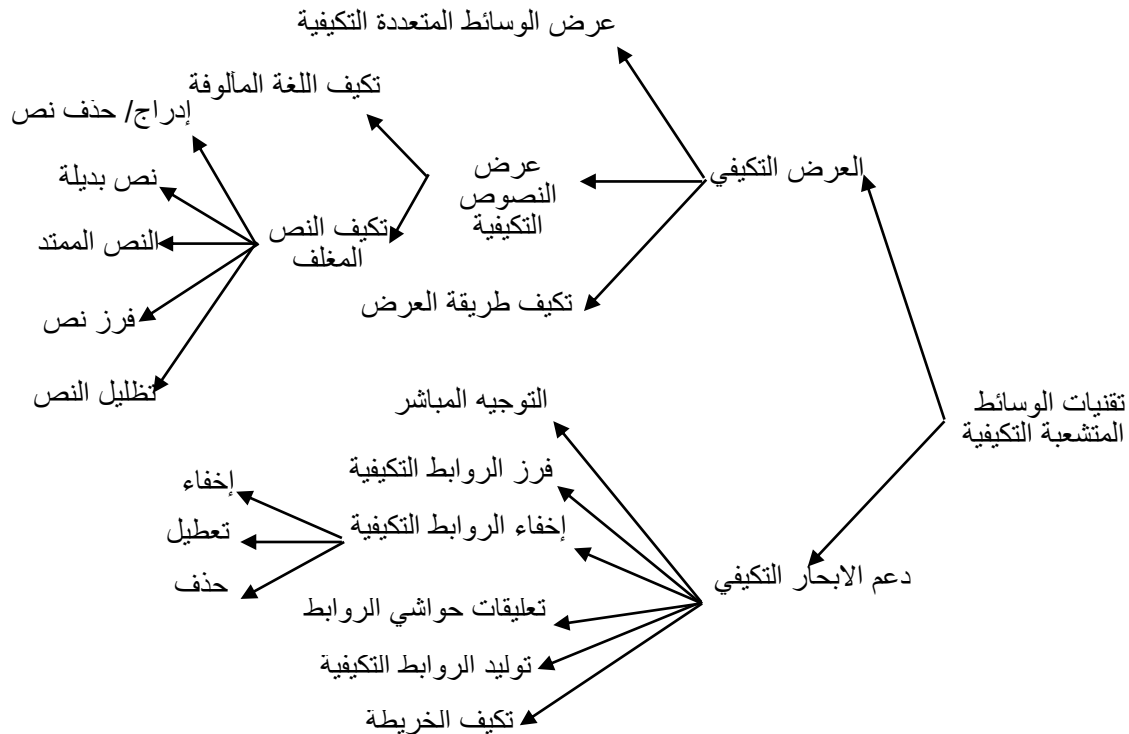 عرض الوسائط المتعددة التكيفية
تكيف اللغة المألوفة
إدراج/ حذف نص
عرض
النصوص
التكيفية
العرض التكيفي
نص بديلة
تكيف النص
المغلف
النص الممتد
تكيف طريقة العرض
فرز نص
تظليل النص
تقنيات الوسائط
المتشعبة التكيفية
التوجيه المباشر
فرز الروابط التكيفية
إخفاء
إخفاء الروابط التكيفية
تعطيل
حذف
دعم الابحار التكيفي
تعليقات حواشي الروابط
توليد الروابط التكيفية
تكيف الخريطة